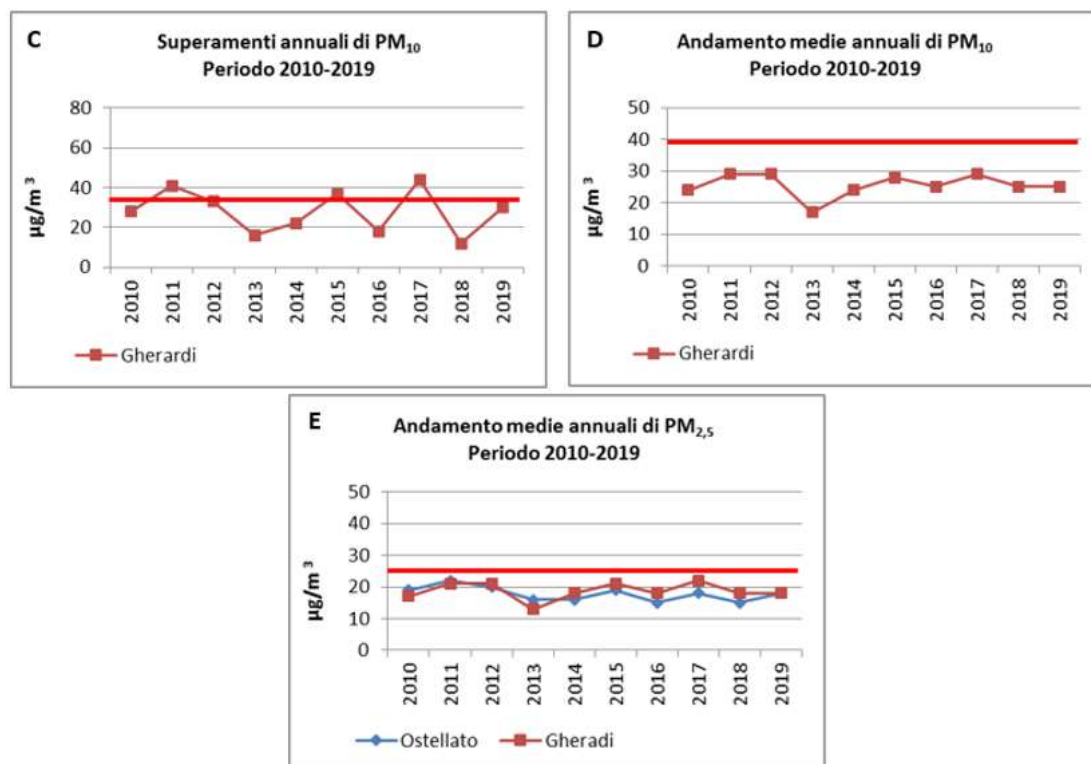 C
Superamenti annuali di PM₁₀
Periodo 2010-2019
µg/m³
80
60
40
20
0
2010 2011 2012 2013 2014 2015 2016 2017 2018 2019
Gherardi
D
Andamento medie annuali di PM₁₀
Periodo 2010-2019
µg/m³
50
40
30
20
10
0
2010 2011 2012 2013 2014 2015 2016 2017 2018 2019
Gherardi
E
Andamento medie annuali di PM₂,₅
Periodo 2010-2019
µg/m³
50
40
30
20
10
0
2010 2011 2012 2013 2014 2015 2016 2017 2018 2019
Ostellato Gheradi